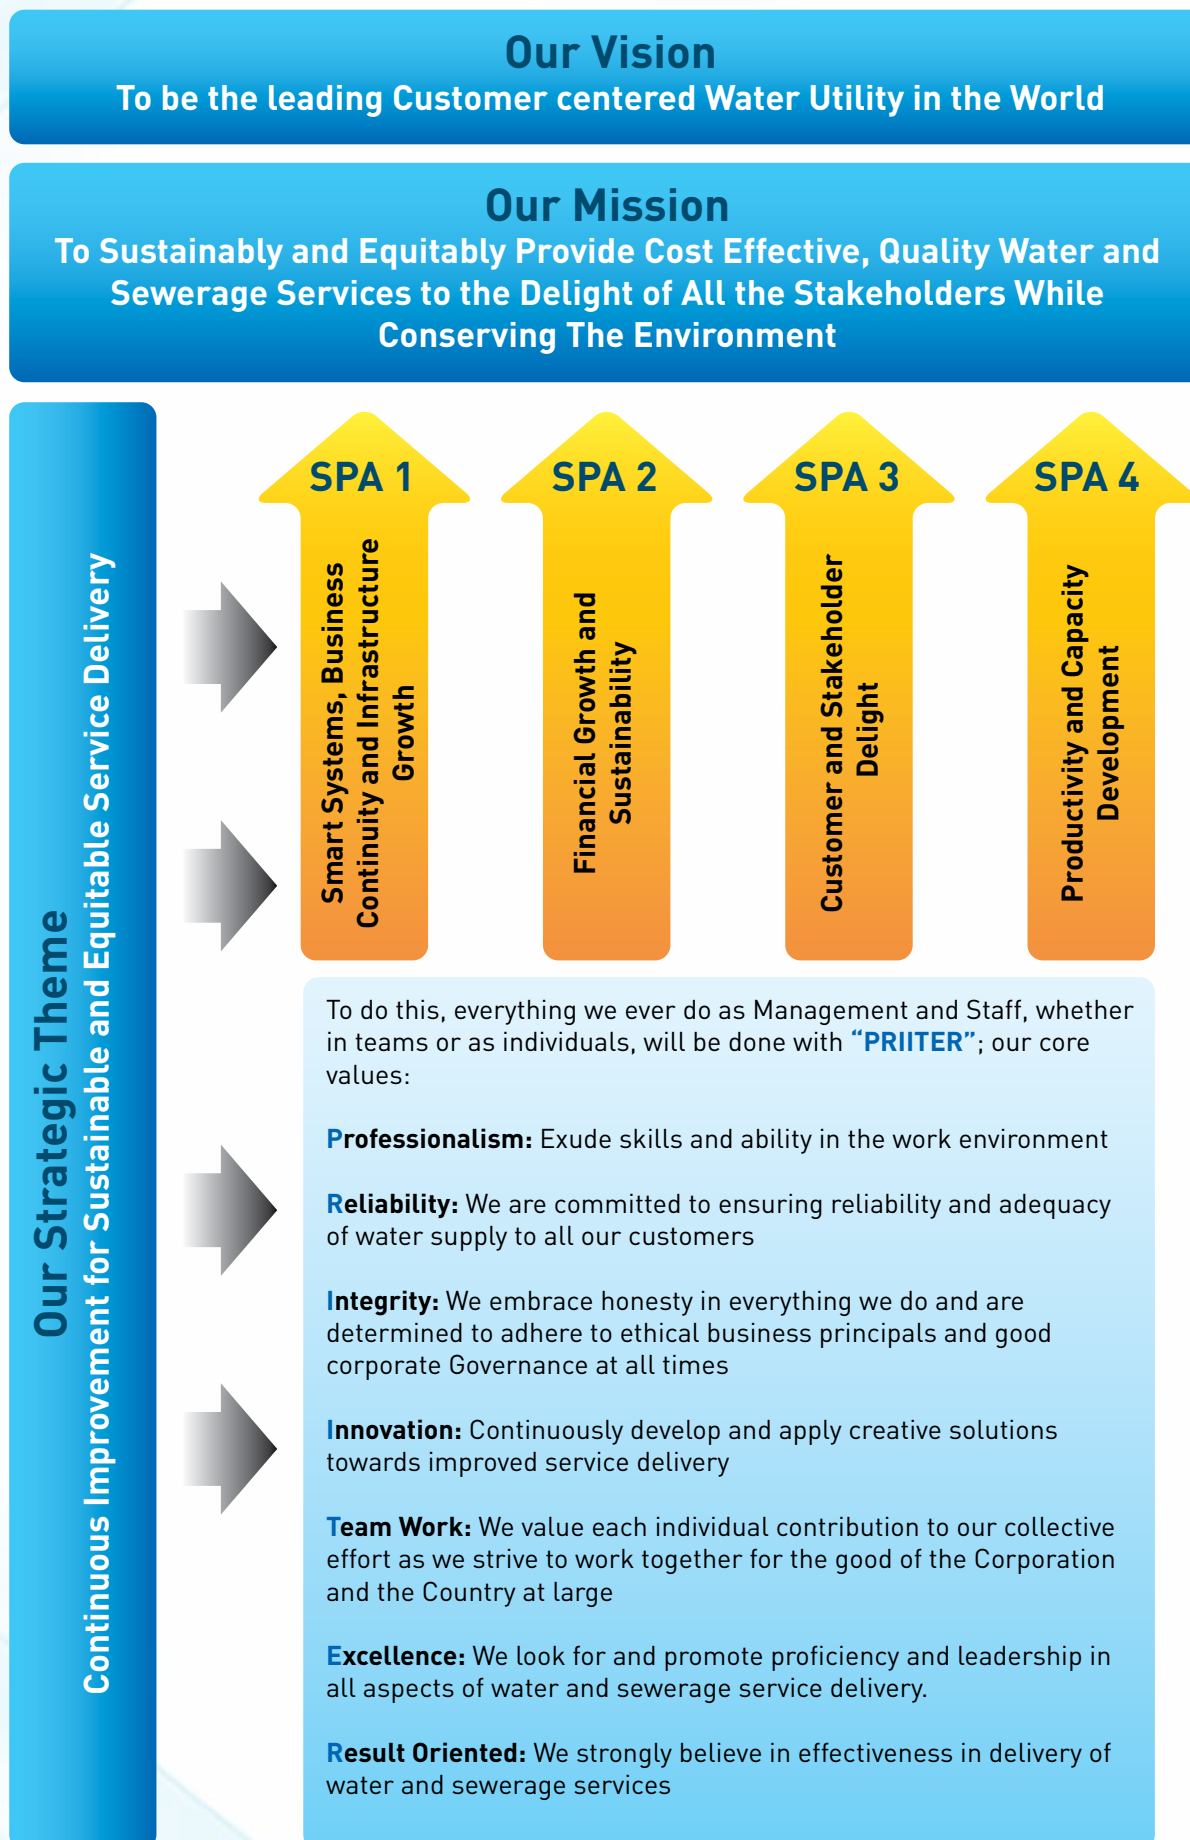 Our Vision
To be the leading Customer centered Water Utility in the World
Our Mission
To Sustainably and Equitably Provide Cost Effective, Quality Water and
Sewerage Services to the Delight of All the Stakeholders While
Conserving The Environment
Our Strategic Theme
Continuous Improvement for Sustainable and Equitable Service Delivery
SPA 1
Smart Systems, Business
Continuity and Infrastructure
Growth
SPA 2
Financial Growth and
Sustainability
SPA 3
Customer and Stakeholder
Delight
SPA 4
Productivity and Capacity
Development
To do this, everything we ever do as Management and Staff, whether
in teams or as individuals, will be done with “PRIITER”; our core
values:
Professionalism: Exude skills and ability in the work environment
Reliability: We are committed to ensuring reliability and adequacy
of water supply to all our customers
Integrity: We embrace honesty in everything we do and are
determined to adhere to ethical business principals and good
corporate Governance at all times
Innovation: Continuously develop and apply creative solutions
towards improved service delivery
Team Work: We value each individual contribution to our collective
effort as we strive to work together for the good of the Corporation
and the Country at large
Excellence: We look for and promote proficiency and leadership in
all aspects of water and sewerage service delivery.
Result Oriented: We strongly believe in effectiveness in delivery of
water and sewerage services